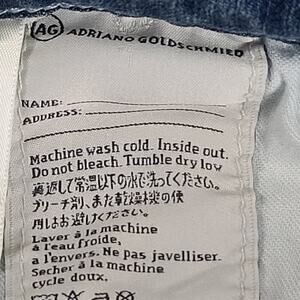 AG ADRIANO GOLDSCHMIED
NAME:
ADDRESS:
Machine wash cold. Inside out.
Do not bleach. Tumble dry low
裏返して常温以下の水で洗ってください。
ブリーチ剤、また乾燥機の使
用はお避けください。
Laver à la machine
à l'eau froide,
a l'envers. Ne pas javelliser.
Secher à la machine
cycle doux.